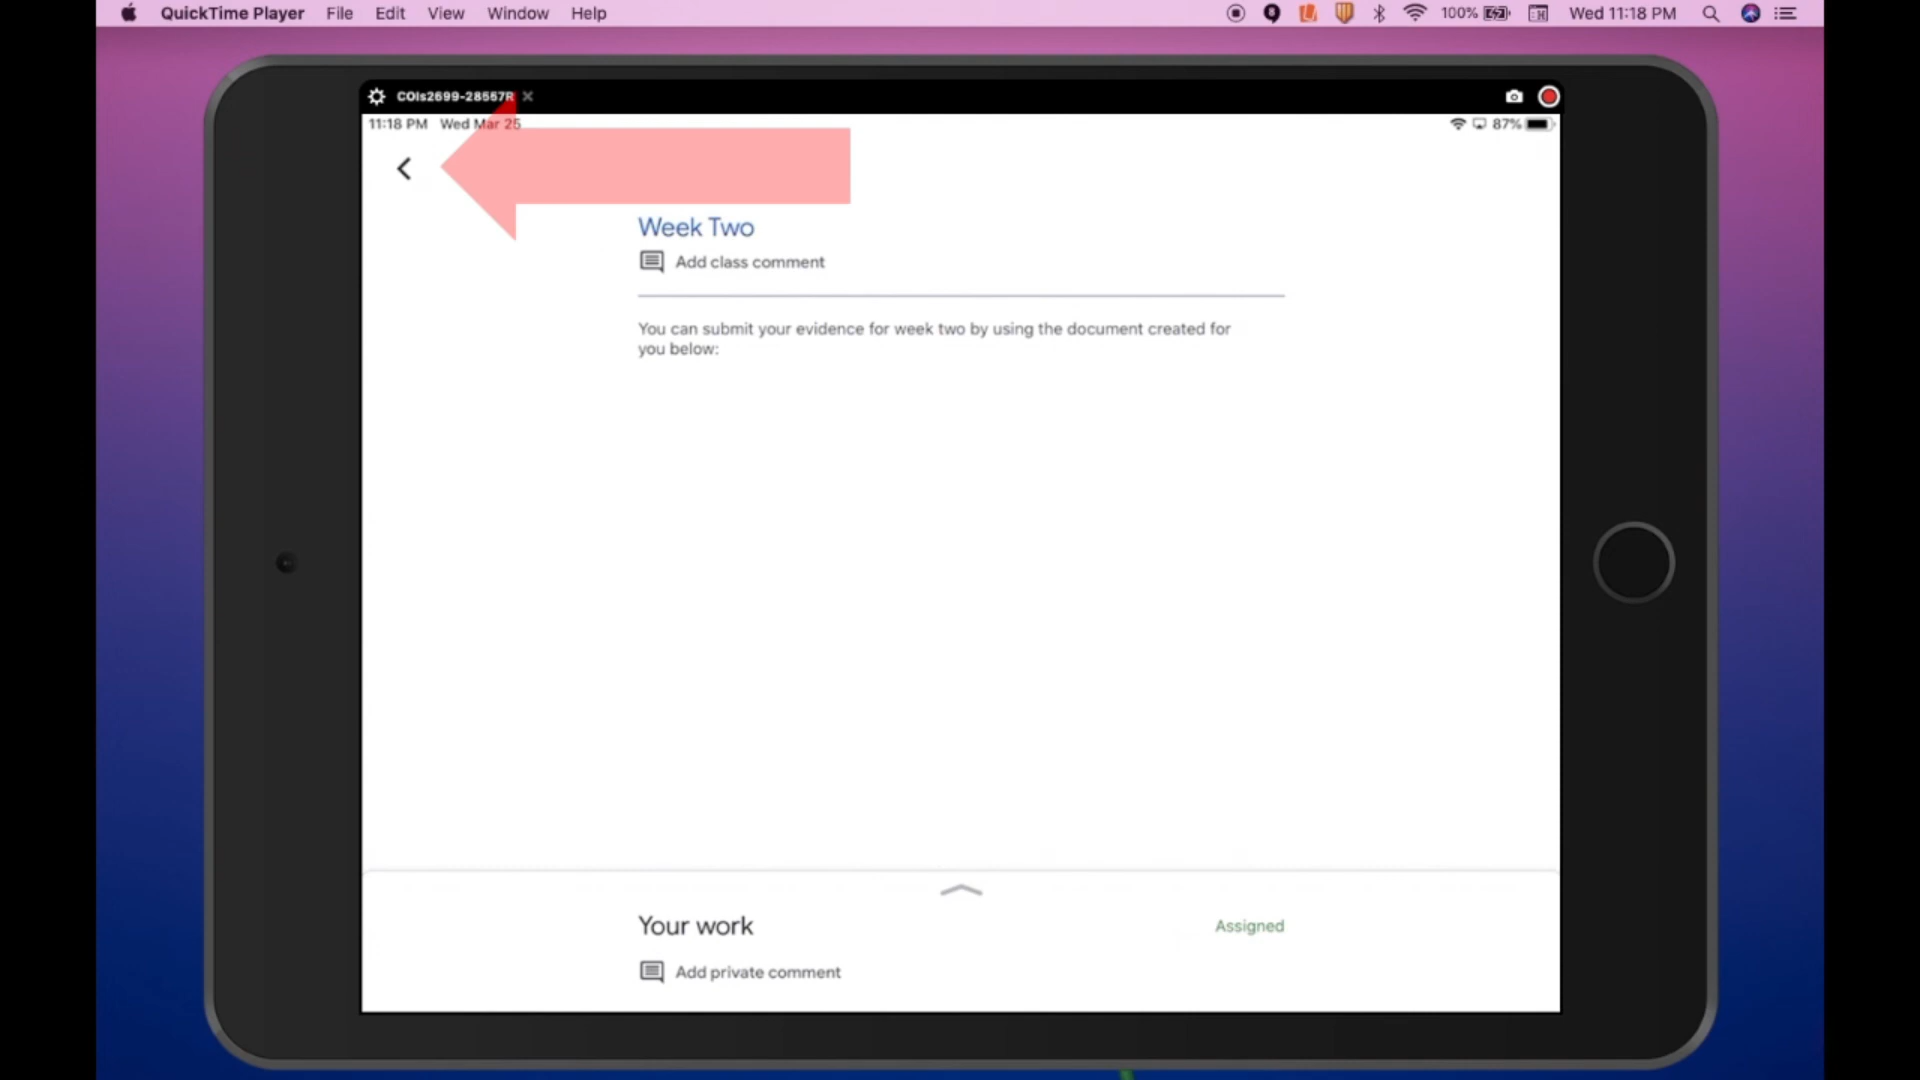 QuickTime Player File Edit View Window Help 100% Wed 11:18 PM
COIs2699-28557R
11:18 PM Wed Mar 25 87%
Week Two
Add class comment
You can submit your evidence for week two by using the document created for
you below:
Your work Assigned
Add private comment